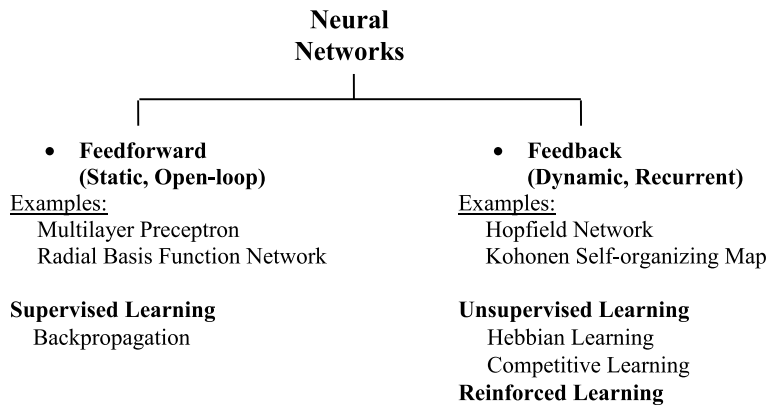 Neural
Networks
• Feedforward
(Static, Open-loop)
Examples:
Multilayer Preceptron
Radial Basis Function Network
Supervised Learning
Backpropagation
• Feedback
(Dynamic, Recurrent)
Examples:
Hopfield Network
Kohonen Self-organizing Map
Unsupervised Learning
Hebbian Learning
Competitive Learning
Reinforced Learning